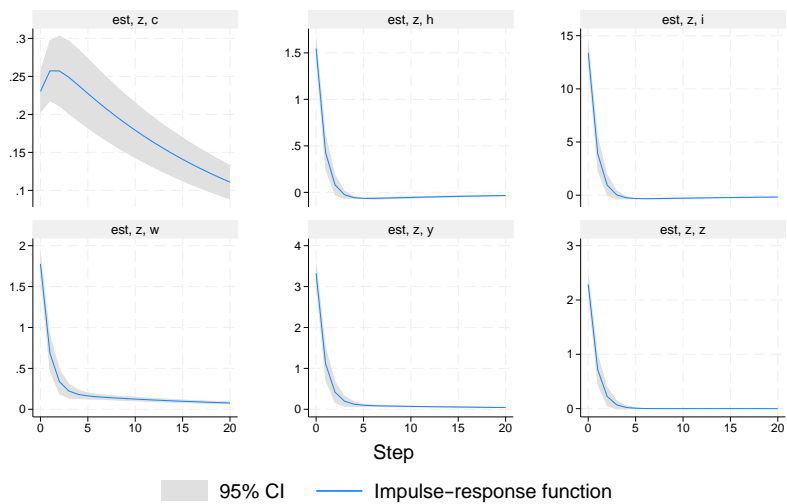 est, z, c
est, z, h
est, z, i
.3
.25
.2
.15
.1
1.5
1
.5
0
15
10
5
0
est, z, w
est, z, y
est, z, z
2
1.5
1
.5
0
4
3
2
1
0
3
2
1
0
0 5 10 15 20
0 5 10 15 20
0 5 10 15 20
Step
95% CI
Impulse−response function